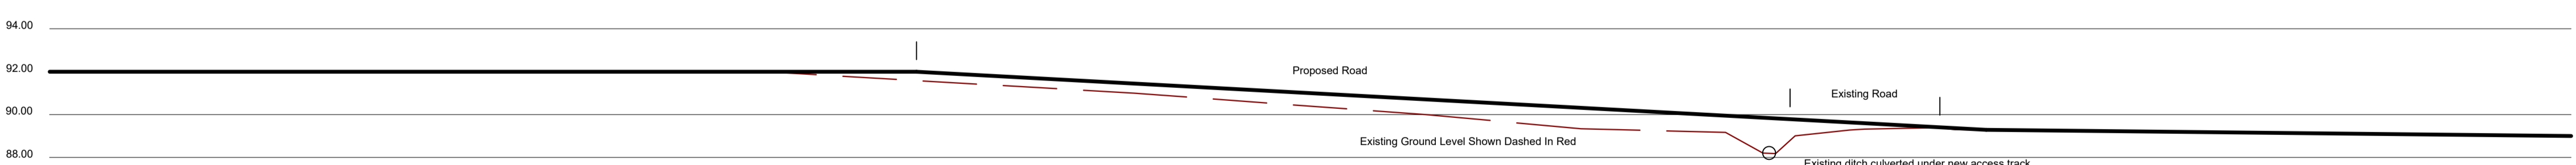 94.00
92.00
Proposed Road
Existing Road
90.00
Existing Ground Level Shown Dashed In Red
88.00
Existing ditch culverted under new access track